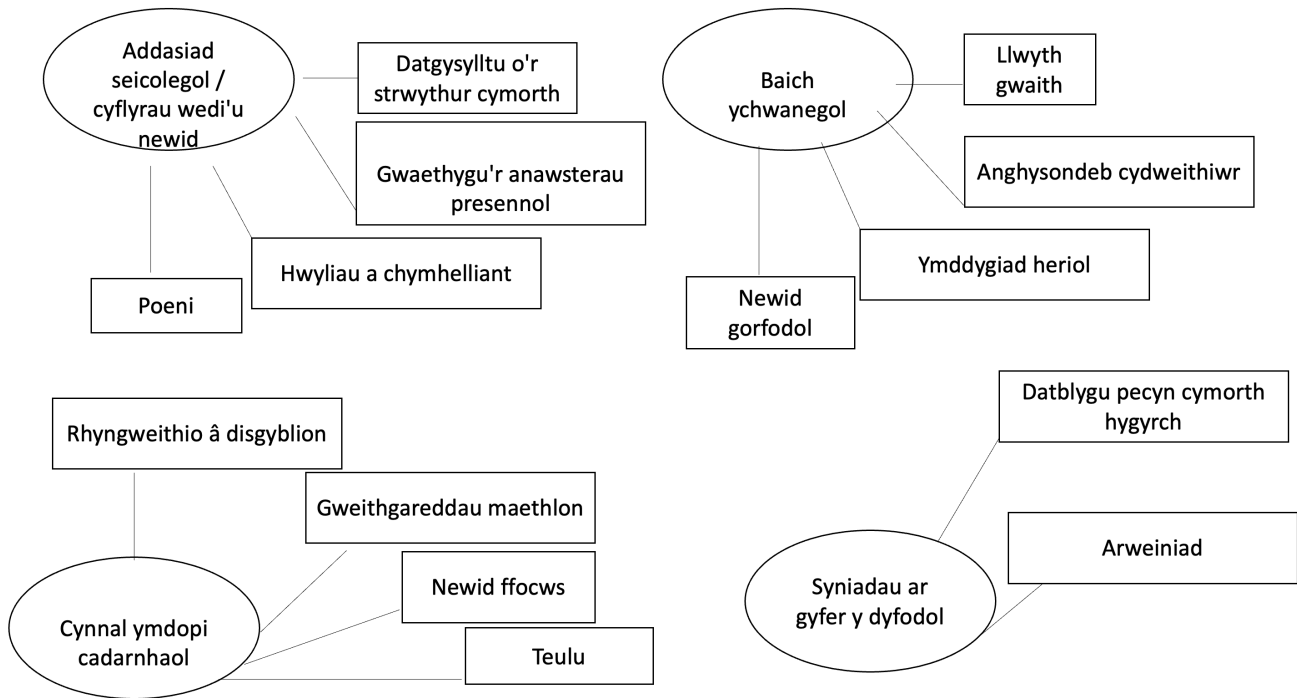 Addasiad
seicolegol /
cyflyrau wedi'u
newid
Datgysylltu o'r
strwythur cymorth
Gwaethygu'r anawsterau
presennol
Hwyliau a chymhelliant
Poeni
Baich
ychwanegol
Llwyth
gwaith
Anghysondeb cydweithiwr
Ymddygiad heriol
Newid
gorfodol
Rhyngweithio â disgyblion
Gweithgareddau maethlon
Newid ffocws
Teulu
Cynnal ymdopi
cadarnhaol
Datblygu pecyn cymorth
hygyrch
Arweiniad
Syniadau ar
gyfer y dyfodol